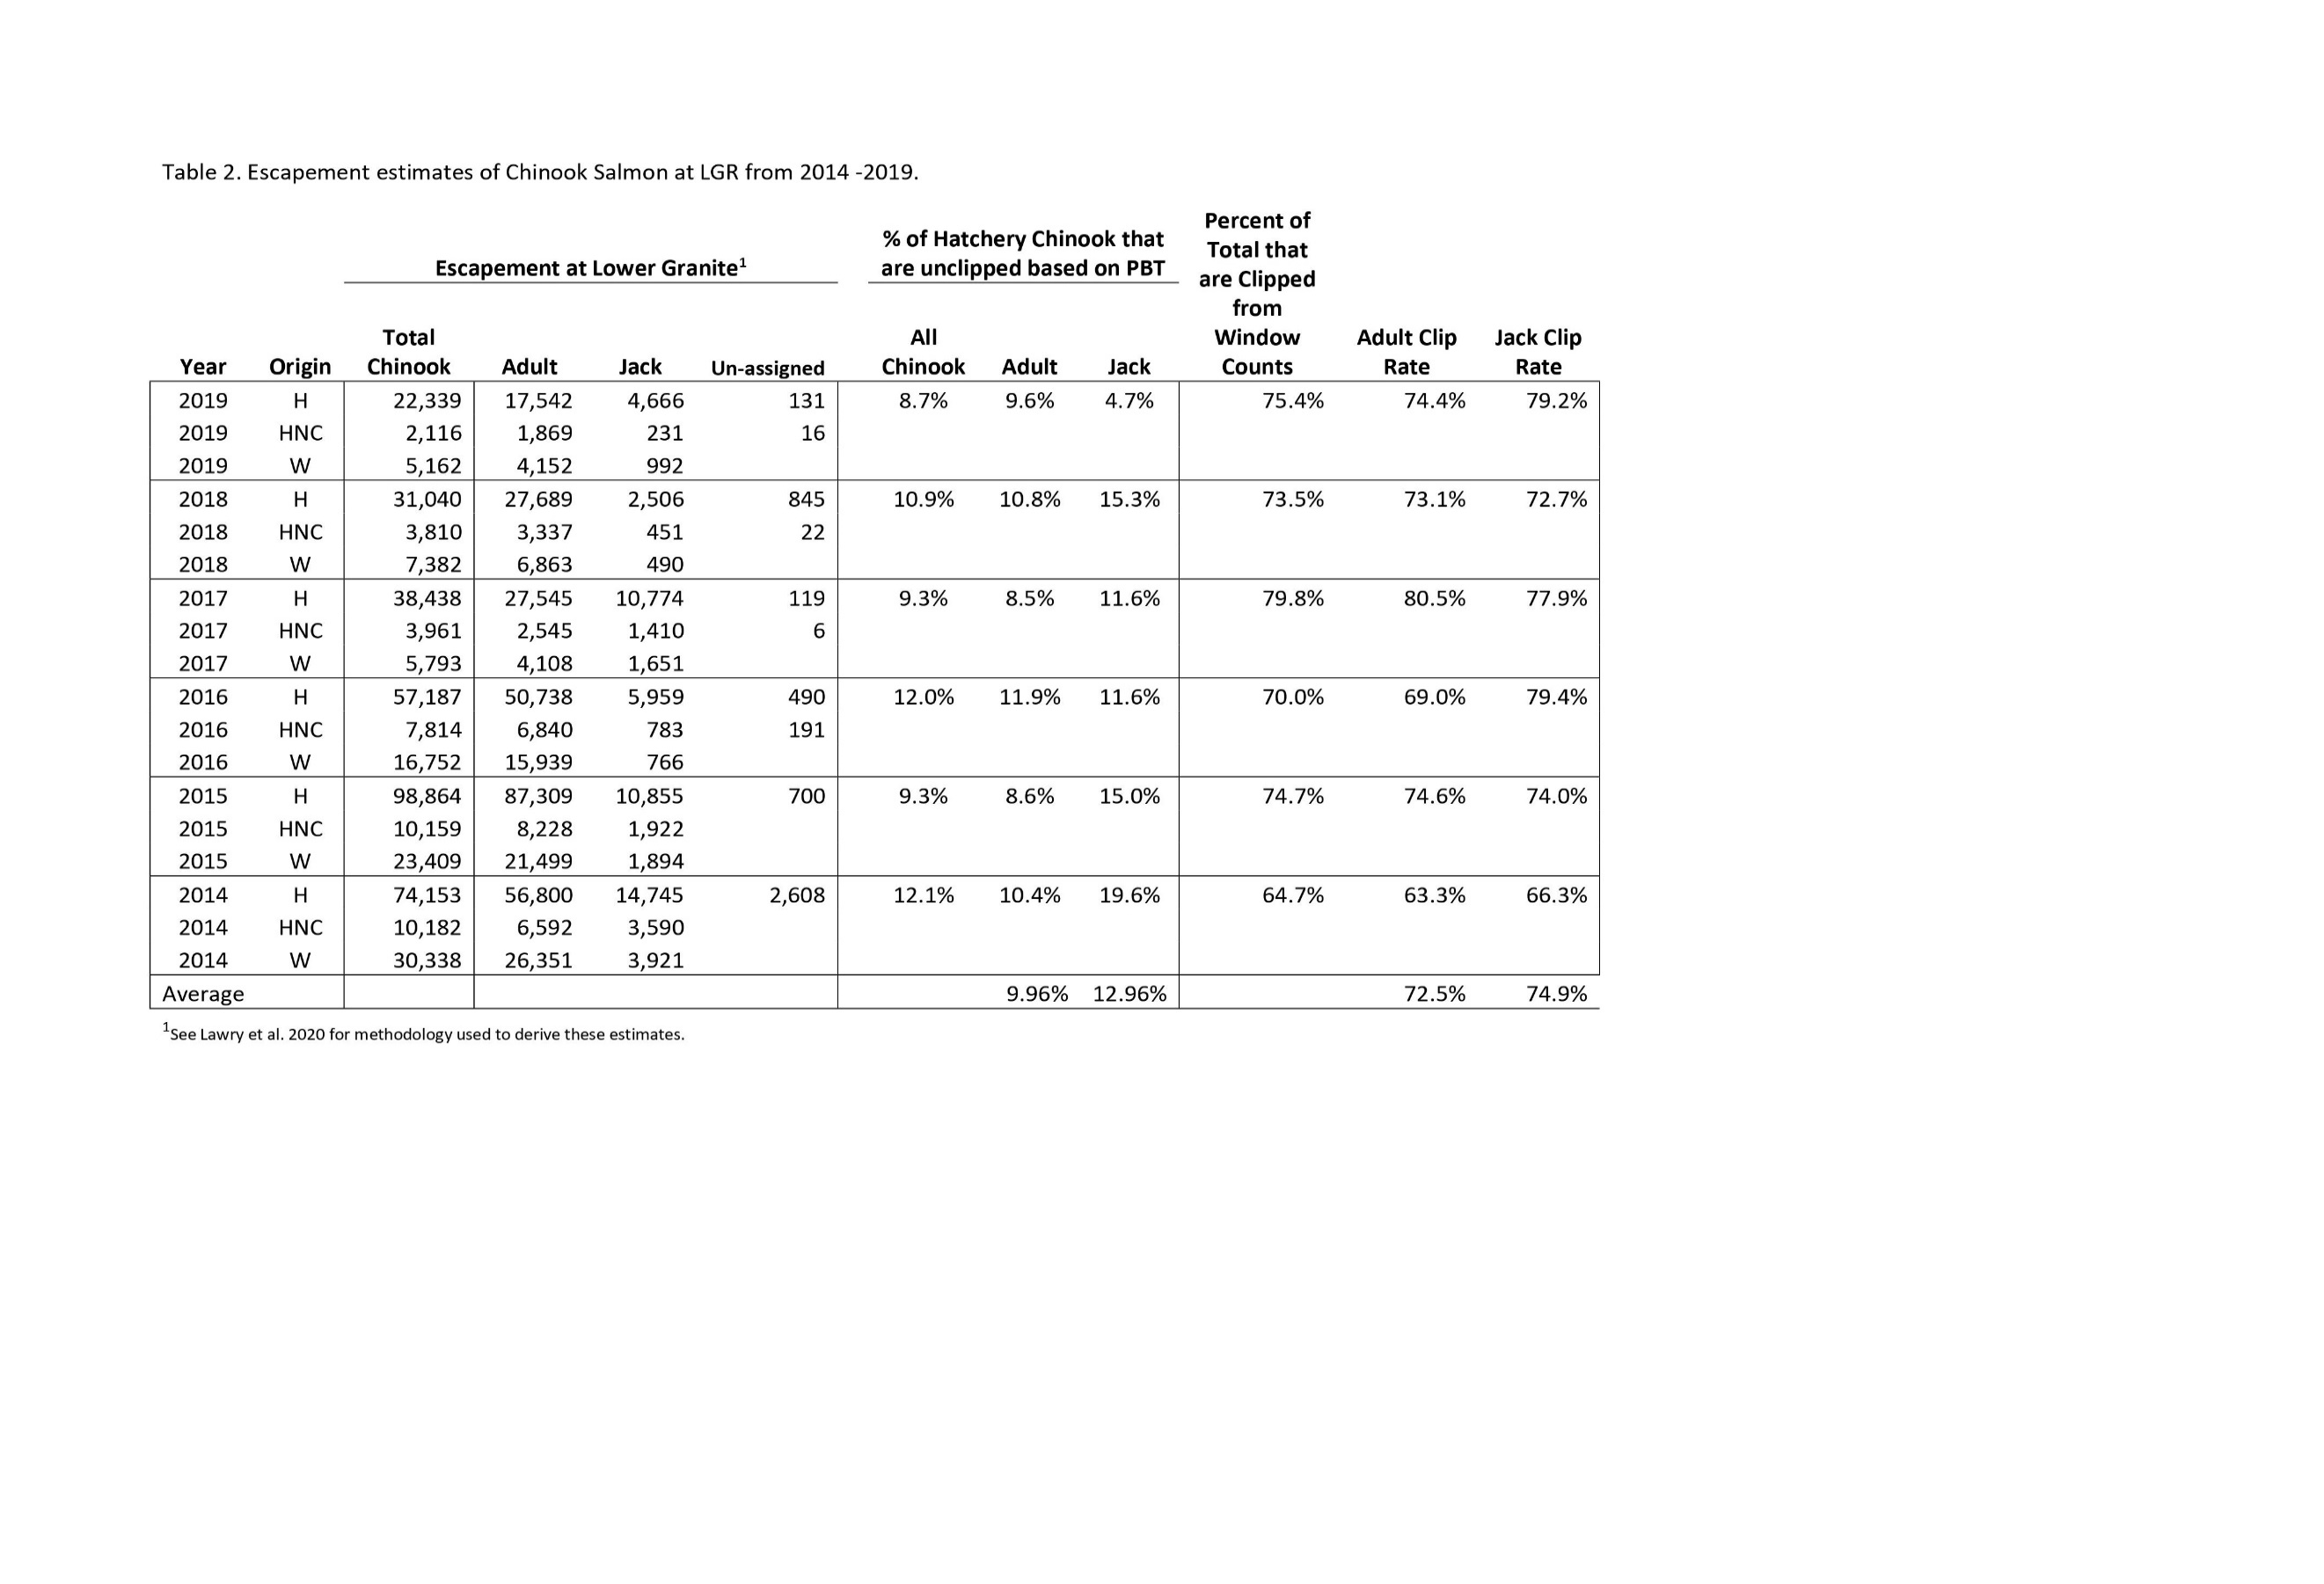 Table 2. Escapement estimates of Chinook Salmon at LGR from 2014 -2019.
Escapement at Lower Granite¹
% of Hatchery Chinook that
are unclipped based on PBT
Percent of
Total that
are Clipped
from
Window
Counts
Year Origin Total Chinook Adult Jack Un-assigned All Chinook Adult Jack Adult Clip Rate Jack Clip Rate
2019 H 22,339 17,542 4,666 131 8.7% 9.6% 4.7% 75.4% 74.4% 79.2%
2019 HNC 2,116 1,869 231 16
2019 W 5,162 4,152 992
2018 H 31,040 27,689 2,506 845 10.9% 10.8% 15.3% 73.5% 73.1% 72.7%
2018 HNC 3,810 3,337 451 22
2018 W 7,382 6,863 490
2017 H 38,438 27,545 10,774 119 9.3% 8.5% 11.6% 79.8% 80.5% 77.9%
2017 HNC 3,961 2,545 1,410 6
2017 W 5,793 4,108 1,651
2016 H 57,187 50,738 5,959 490 12.0% 11.9% 11.6% 70.0% 69.0% 79.4%
2016 HNC 7,814 6,840 783 191
2016 W 16,752 15,939 766
2015 H 98,864 87,309 10,855 700 9.3% 8.6% 15.0% 74.7% 74.6% 74.0%
2015 HNC 10,159 8,228 1,922
2015 W 23,409 21,499 1,894
2014 H 74,153 56,800 14,745 2,608 12.1% 10.4% 19.6% 64.7% 63.3% 66.3%
2014 HNC 10,182 6,592 3,590
2014 W 30,338 26,351 3,921
Average 9.96% 12.96% 72.5% 74.9%
¹See Lawry et al. 2020 for methodology used to derive these estimates.